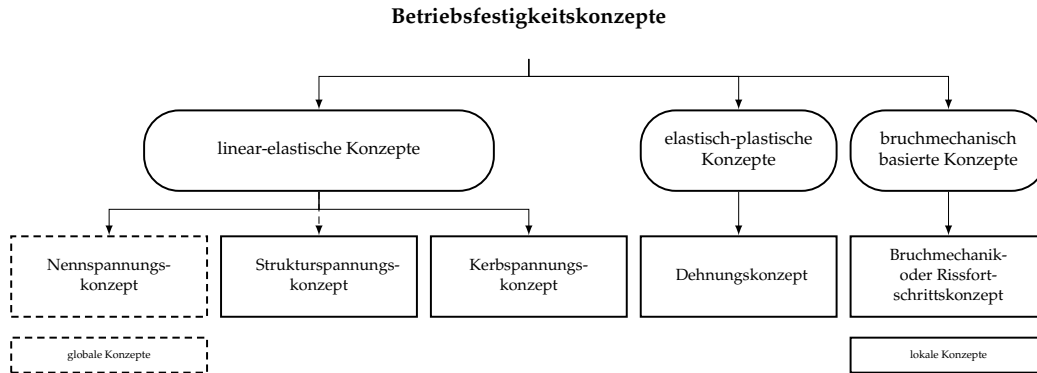 Betriebsfestigkeitskonzepte
linear-elastische Konzepte
elastisch-plastische
Konzepte
bruchmechanisch
basierte Konzepte
Nennspannungs-
konzept
Strukturspannungs-
konzept
Kerbspannungs-
konzept
Dehnungskonzept
Bruchmechanik-
oder Rissfort-
schrittskonzept
globale Konzepte
lokale Konzepte